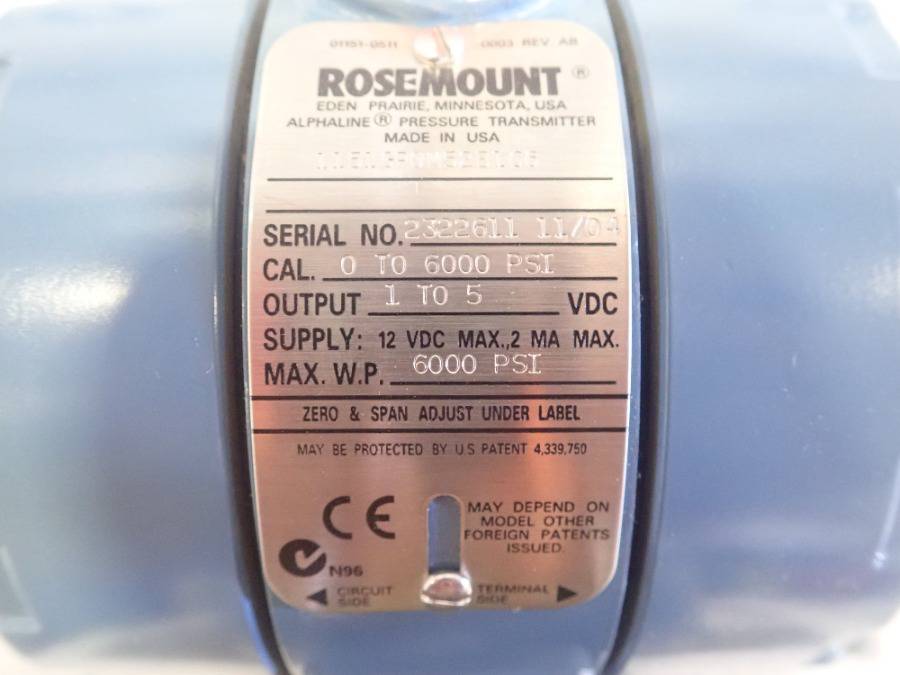 01151-0511 0003 REV. AB
ROSEMOUNT®
EDEN PRAIRIE, MINNESOTA, USA
ALPHALINE® PRESSURE TRANSMITTER
MADE IN USA
SERIAL NO. 2322611 11/04
CAL. 0 TO 6000 PSI
OUTPUT 1 TO 5 VDC
SUPPLY: 12 VDC MAX.,2 MA MAX.
MAX. W.P. 6000 PSI
ZERO & SPAN ADJUST UNDER LABEL
MAY BE PROTECTED BY U.S PATENT 4,339,750
CE
MAY DEPEND ON
MODEL OTHER
FOREIGN PATENTS
ISSUED.
N96
CIRCUIT
SIDE
TERMINAL
SIDE